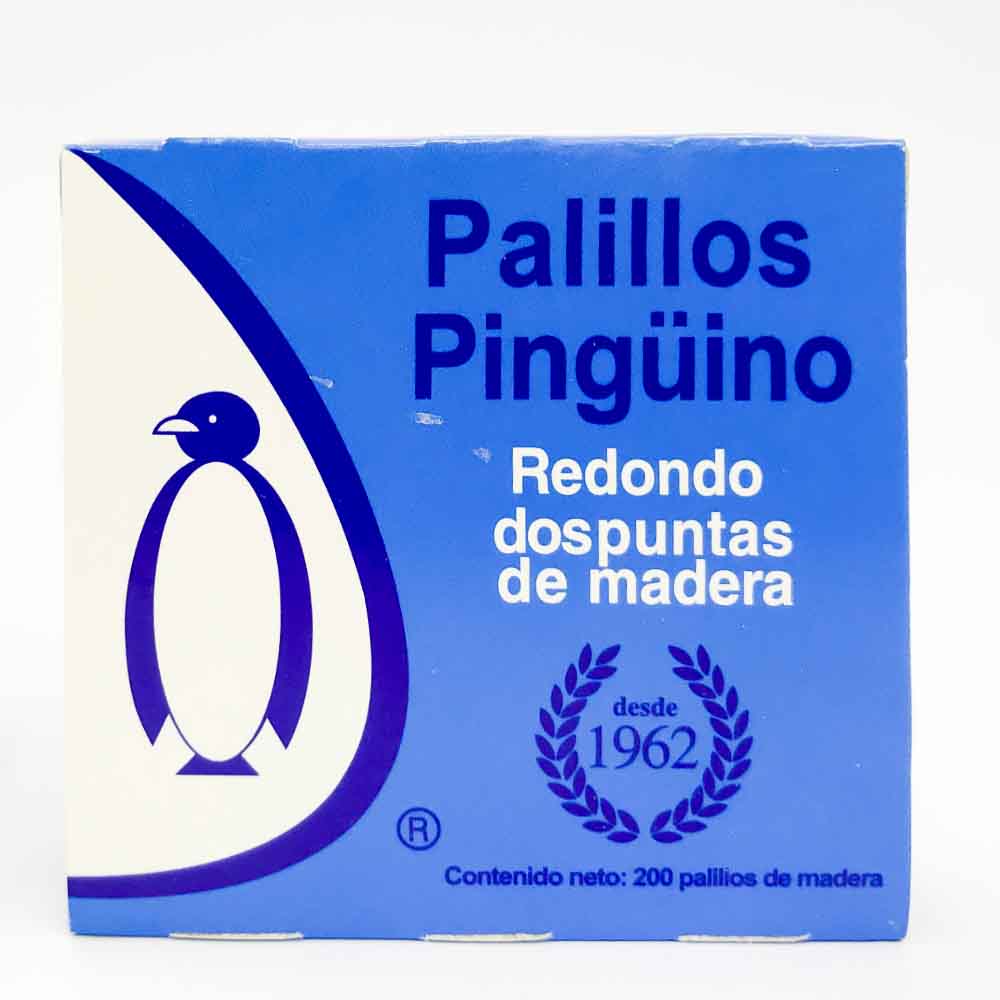 Palillos
Pingüino
Redondo
dospuntas
de madera
desde
1962
®
Contenido neto: 200 palillos de madera